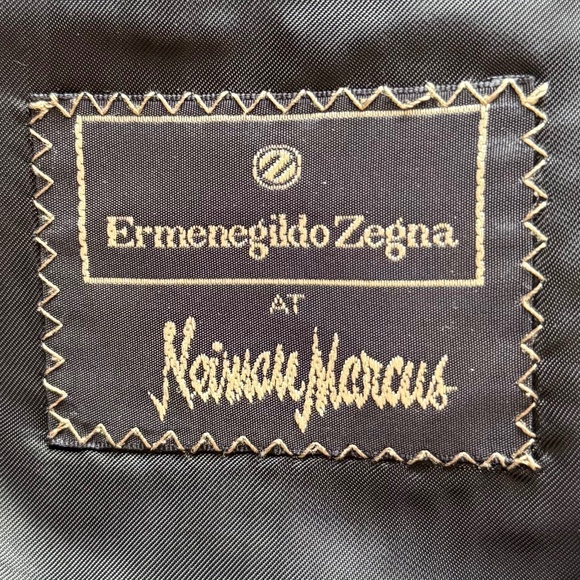 Ermenegildo Zegna
AT
Neiman Marcus